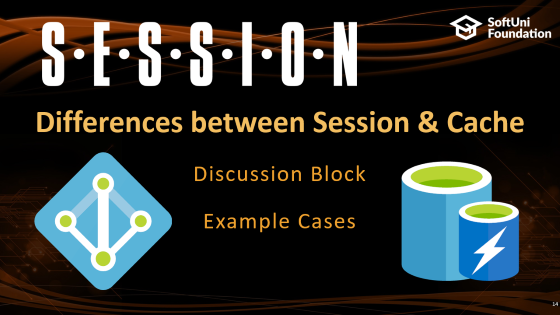 S·E·S·S·I·O·N
SoftUni
Foundation
Differences between Session & Cache
Discussion Block
Example Cases
14